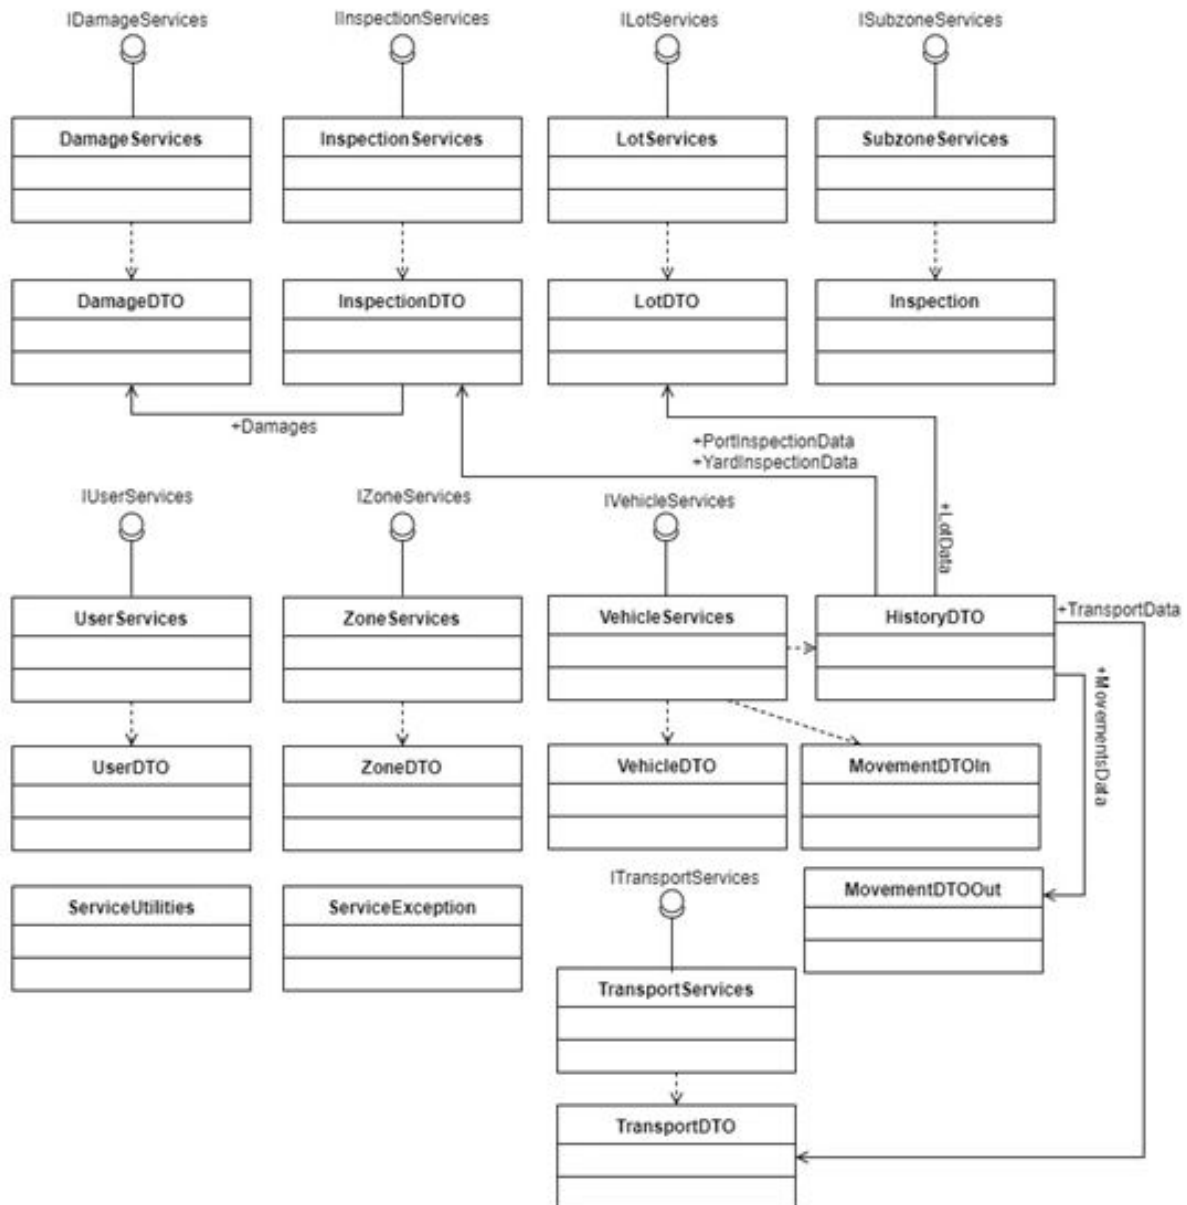 IDamageServices
IInspectionServices
ILotServices
ISubzoneServices
DamageServices
InspectionServices
LotServices
SubzoneServices
DamageDTO
InspectionDTO
LotDTO
Inspection
+Damages
+PortInspectionData
+YardInspectionData
+LotData
IUserServices
IZoneServices
IVehicleServices
UserServices
ZoneServices
VehicleServices
HistoryDTO
+TransportData
+MovementsData
UserDTO
ZoneDTO
VehicleDTO
MovementDTOIn
ITransportServices
MovementDTOOut
ServiceUtilities
ServiceException
TransportServices
TransportDTO